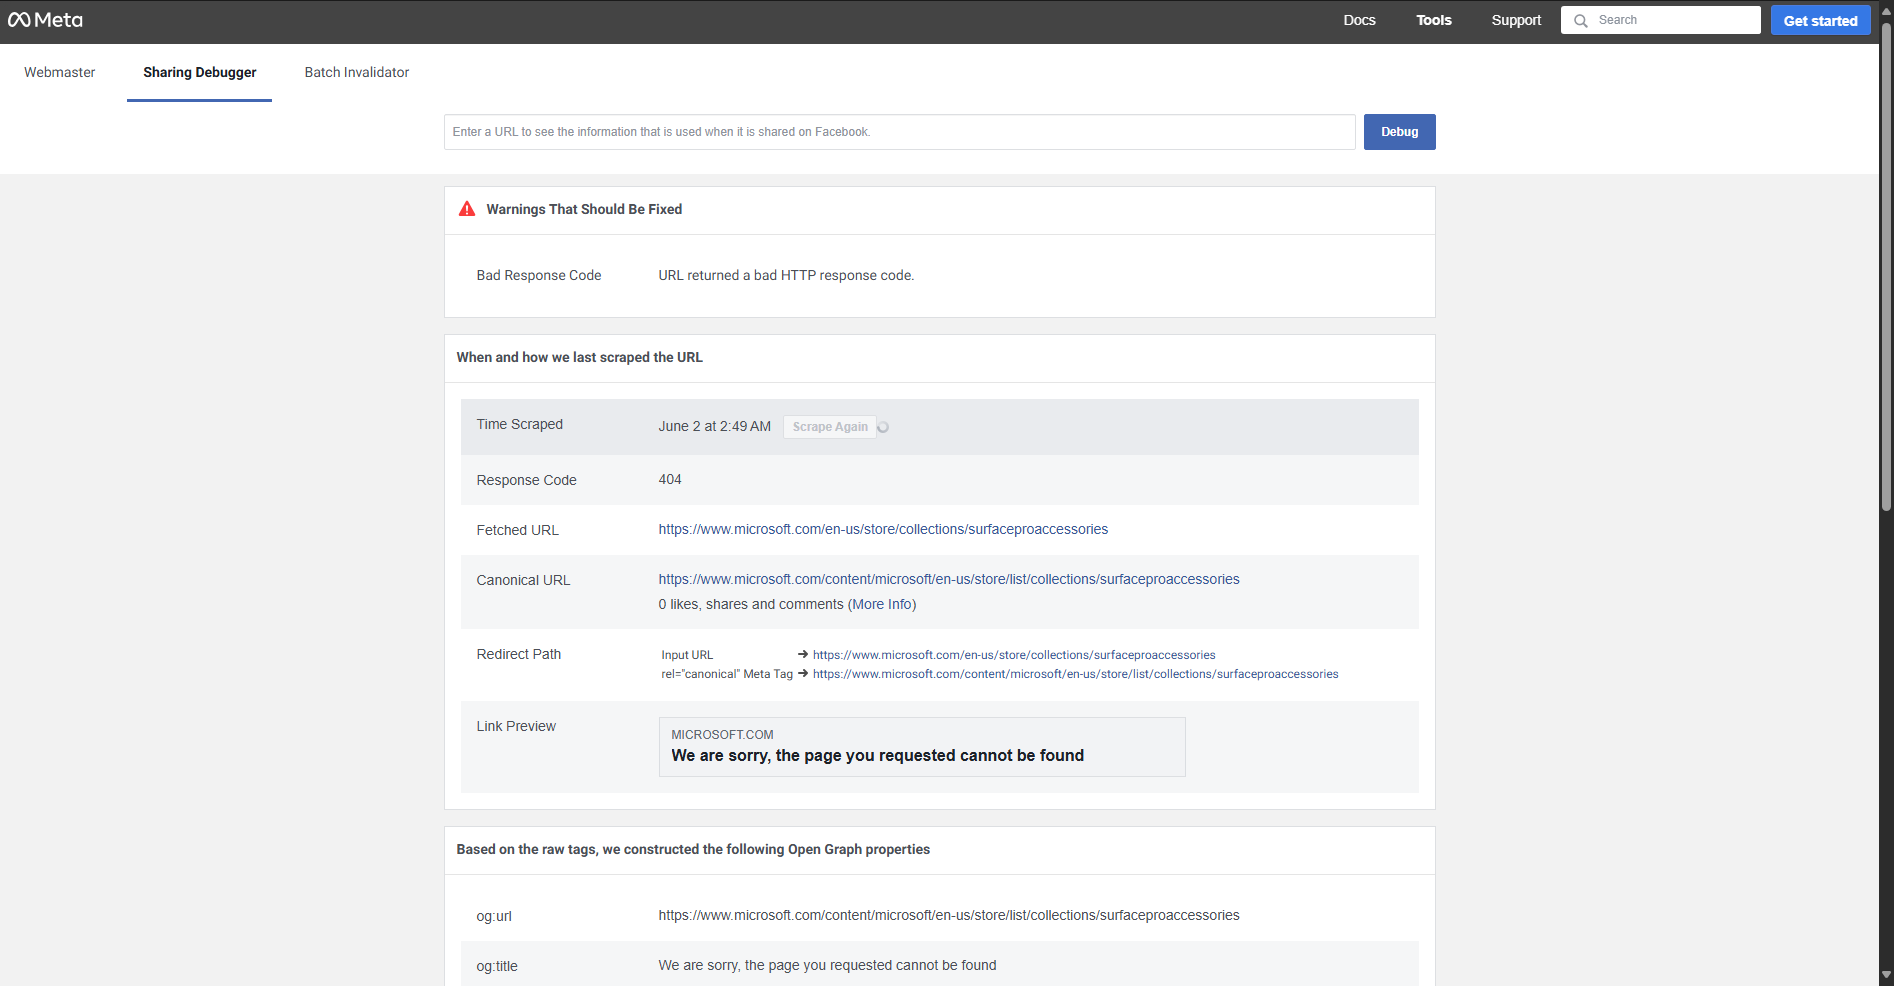 Meta
Docs
Tools
Support
Search
Get started
Webmaster
Sharing Debugger
Batch Invalidator
Enter a URL to see the information that is used when it is shared on Facebook.
Debug
Warnings That Should Be Fixed
Bad Response Code
URL returned a bad HTTP response code.
When and how we last scraped the URL
Time Scraped
June 2 at 2:49 AM
Scrape Again
Response Code
404
Fetched URL
https://www.microsoft.com/en-us/store/collections/surfaceproaccessories
Canonical URL
https://www.microsoft.com/content/microsoft/en-us/store/list/collections/surfaceproaccessories
0 likes, shares and comments (More Info)
Redirect Path
Input URL → https://www.microsoft.com/en-us/store/collections/surfaceproaccessories
rel="canonical" Meta Tag → https://www.microsoft.com/content/microsoft/en-us/store/list/collections/surfaceproaccessories
Link Preview
MICROSOFT.COM
We are sorry, the page you requested cannot be found
Based on the raw tags, we constructed the following Open Graph properties
og:url
https://www.microsoft.com/content/microsoft/en-us/store/list/collections/surfaceproaccessories
og:title
We are sorry, the page you requested cannot be found